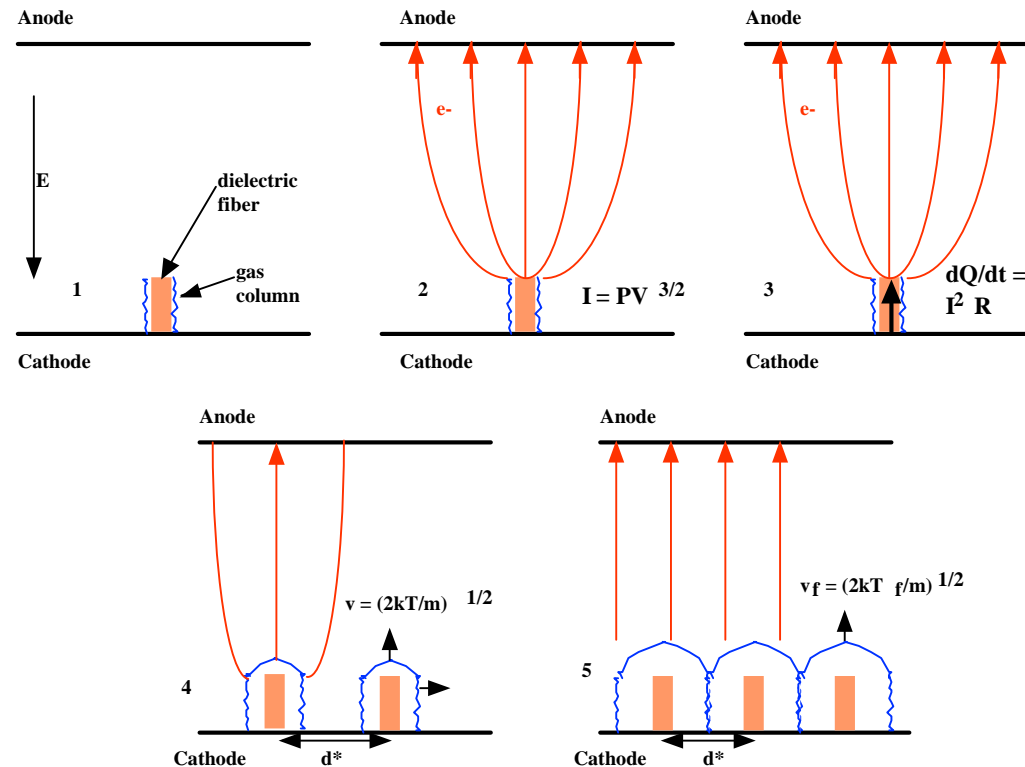 Anode
E
dielectric
fiber
gas
column
1
Cathode
Anode
e-
2
I = PV 3/2
Cathode
Anode
e-
3
dQ/dt =
I2 R
Cathode
Anode
v = (2kT/m) 1/2
4
Cathode
d*
Anode
vf = (2kT f/m) 1/2
5
Cathode
d*